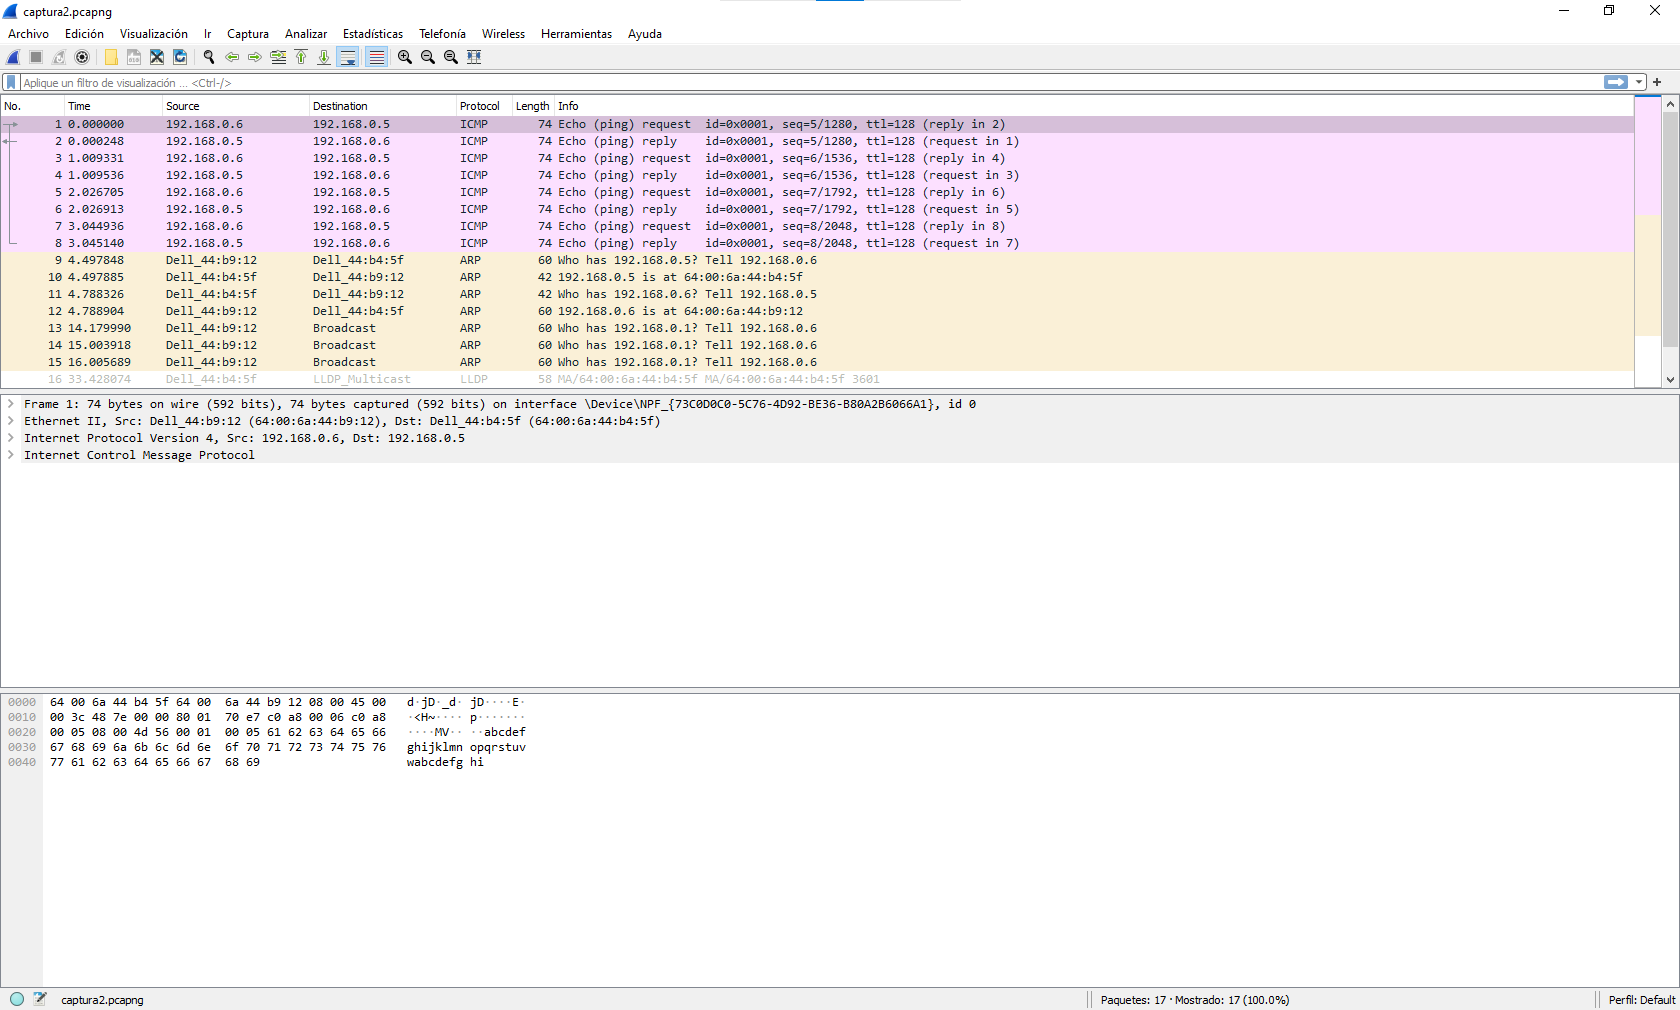 captura2.pcapng
Archivo Edición Visualización Ir Captura Analizar Estadísticas Telefonía Wireless Herramientas Ayuda
Aplique un filtro de visualización ... <Ctrl-/>
No. Time Source Destination Protocol Length Info
1 0.000000 192.168.0.6 192.168.0.5 ICMP 74 Echo (ping) request id=0x0001, seq=5/1280, ttl=128 (reply in 2)
2 0.000248 192.168.0.5 192.168.0.6 ICMP 74 Echo (ping) reply id=0x0001, seq=5/1280, ttl=128 (request in 1)
3 1.009331 192.168.0.6 192.168.0.5 ICMP 74 Echo (ping) request id=0x0001, seq=6/1536, ttl=128 (reply in 4)
4 1.009536 192.168.0.5 192.168.0.6 ICMP 74 Echo (ping) reply id=0x0001, seq=6/1536, ttl=128 (request in 3)
5 2.026705 192.168.0.6 192.168.0.5 ICMP 74 Echo (ping) request id=0x0001, seq=7/1792, ttl=128 (reply in 6)
6 2.026913 192.168.0.5 192.168.0.6 ICMP 74 Echo (ping) reply id=0x0001, seq=7/1792, ttl=128 (request in 5)
7 3.044936 192.168.0.6 192.168.0.5 ICMP 74 Echo (ping) request id=0x0001, seq=8/2048, ttl=128 (reply in 8)
8 3.045140 192.168.0.5 192.168.0.6 ICMP 74 Echo (ping) reply id=0x0001, seq=8/2048, ttl=128 (request in 7)
9 4.497848 Dell_44:b9:12 Dell_44:b4:5f ARP 60 Who has 192.168.0.5? Tell 192.168.0.6
10 4.497885 Dell_44:b4:5f Dell_44:b9:12 ARP 42 192.168.0.5 is at 64:00:6a:44:b4:5f
11 4.788326 Dell_44:b4:5f Dell_44:b9:12 ARP 42 Who has 192.168.0.6? Tell 192.168.0.5
12 4.788904 Dell_44:b9:12 Dell_44:b4:5f ARP 60 192.168.0.6 is at 64:00:6a:44:b9:12
13 14.179990 Dell_44:b9:12 Broadcast ARP 60 Who has 192.168.0.1? Tell 192.168.0.6
14 15.003918 Dell_44:b9:12 Broadcast ARP 60 Who has 192.168.0.1? Tell 192.168.0.6
15 16.005689 Dell_44:b9:12 Broadcast ARP 60 Who has 192.168.0.1? Tell 192.168.0.6
16 33.428074 Dell_44:b4:5f LLDP_Multicast LLDP 58 MA/64:00:6a:44:b4:5f MA/64:00:6a:44:b4:5f 3601
Frame 1: 74 bytes on wire (592 bits), 74 bytes captured (592 bits) on interface \Device\NPF_{73C0D0C0-5C76-4D92-BE36-B80A2B6066A1}, id 0
Ethernet II, Src: Dell_44:b9:12 (64:00:6a:44:b9:12), Dst: Dell_44:b4:5f (64:00:6a:44:b4:5f)
Internet Protocol Version 4, Src: 192.168.0.6, Dst: 192.168.0.5
Internet Control Message Protocol
0000 64 00 6a 44 b4 5f 64 00 6a 44 b9 12 08 00 45 00 d·jD·_d· jD····E·
0010 00 3c 48 7e 00 00 80 01 70 e7 c0 a8 00 06 c0 a8 ·<H~···· p·······
0020 00 05 08 00 4d 56 00 01 00 05 61 62 63 64 65 66 ····MV·· ··abcdef
0030 67 68 69 6a 6b 6c 6d 6e 6f 70 71 72 73 74 75 76 ghijklmn opqrstuv
0040 77 61 62 63 64 65 66 67 68 69 wabcdefg hi
captura2.pcapng Paquetes: 17 · Mostrado: 17 (100.0%) Perfil: Default